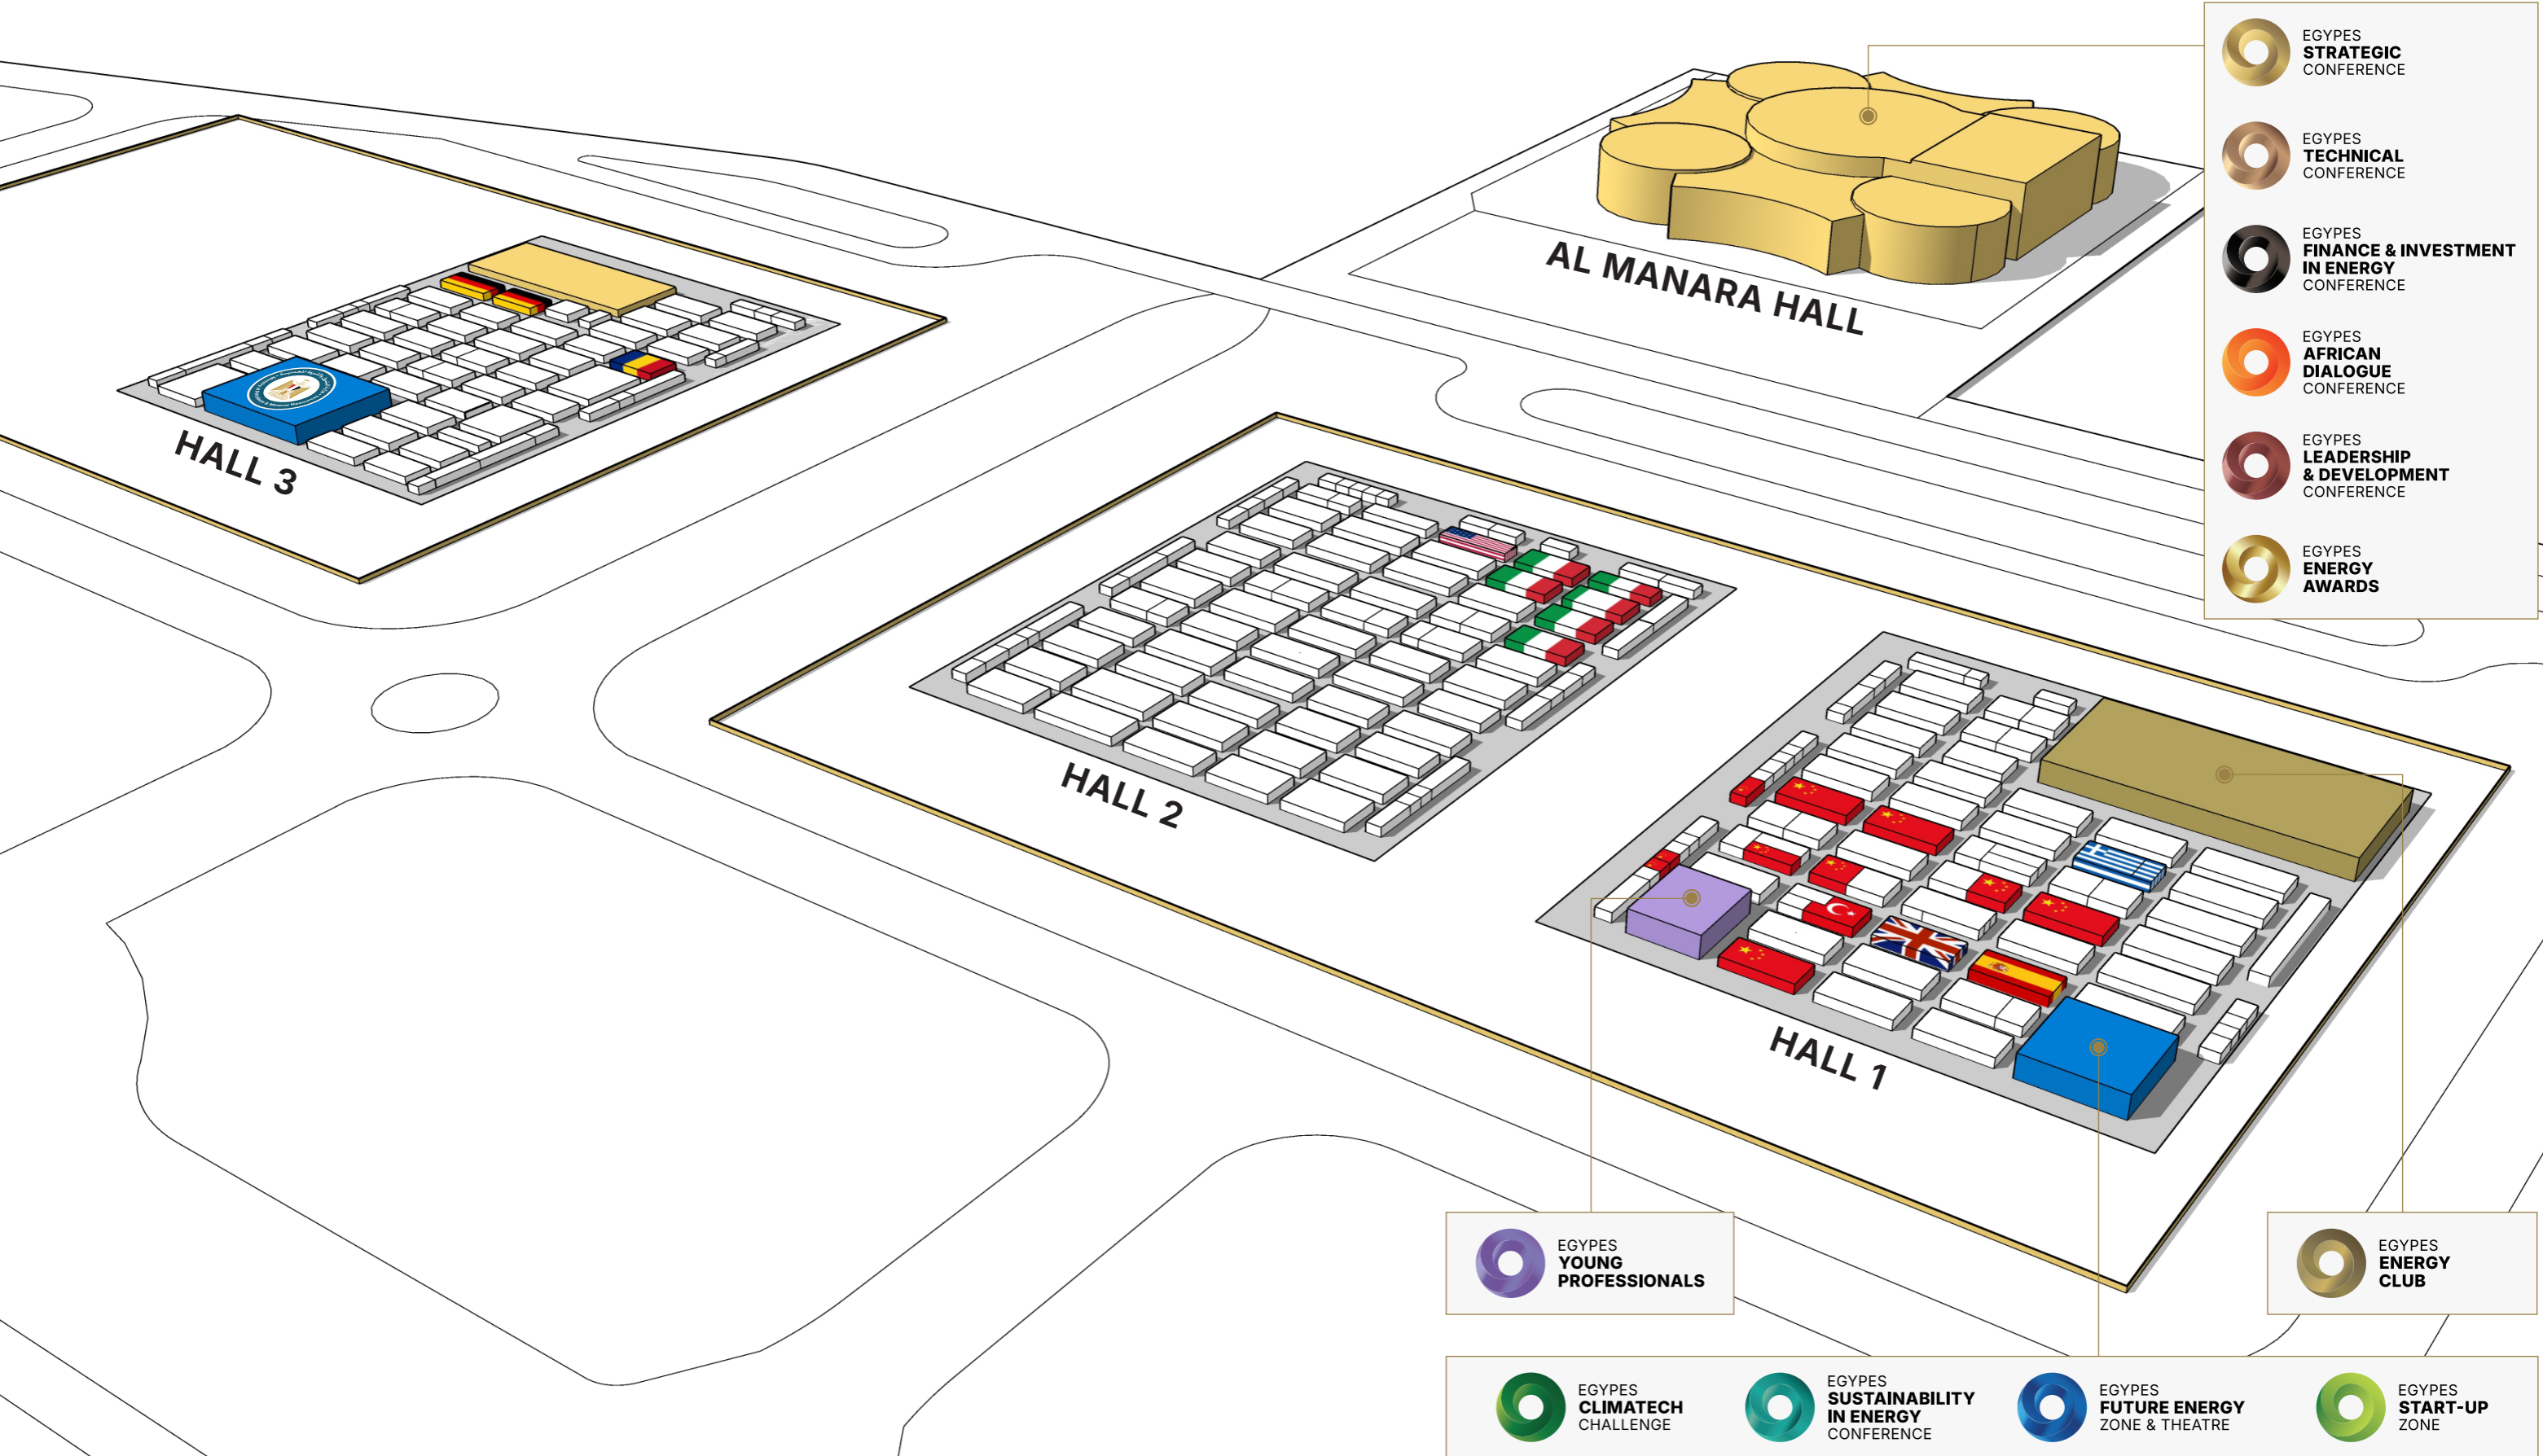 EGYPES
STRATEGIC
CONFERENCE
EGYPES
TECHNICAL
CONFERENCE
EGYPES
FINANCE & INVESTMENT
IN ENERGY
CONFERENCE
EGYPES
AFRICAN
DIALOGUE
CONFERENCE
EGYPES
LEADERSHIP
& DEVELOPMENT
CONFERENCE
EGYPES
ENERGY
AWARDS
AL MANARA HALL
HALL 3
HALL 2
HALL 1
EGYPES
YOUNG
PROFESSIONALS
EGYPES
ENERGY
CLUB
EGYPES
CLIMATECH
CHALLENGE
EGYPES
SUSTAINABILITY
IN ENERGY
CONFERENCE
EGYPES
FUTURE ENERGY
ZONE & THEATRE
EGYPES
START-UP
ZONE